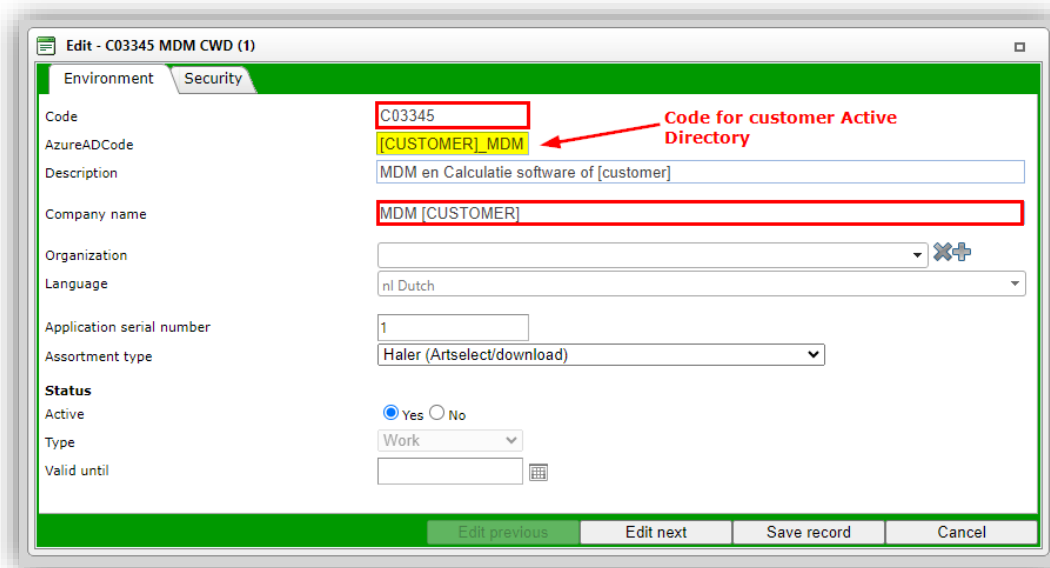 Edit - C03345 MDM CWD (1)
Environment Security
Code C03345
Code for customer Active
Directory
AzureADCode [CUSTOMER]_MDM
Description MDM en Calculatie software of [customer]
Company name MDM [CUSTOMER]
Organization
Language nl Dutch
Application serial number 1
Assortment type Haler (Artselect/download)
Status
Active Yes No
Type Work
Valid until
Edit previous Edit next Save record Cancel